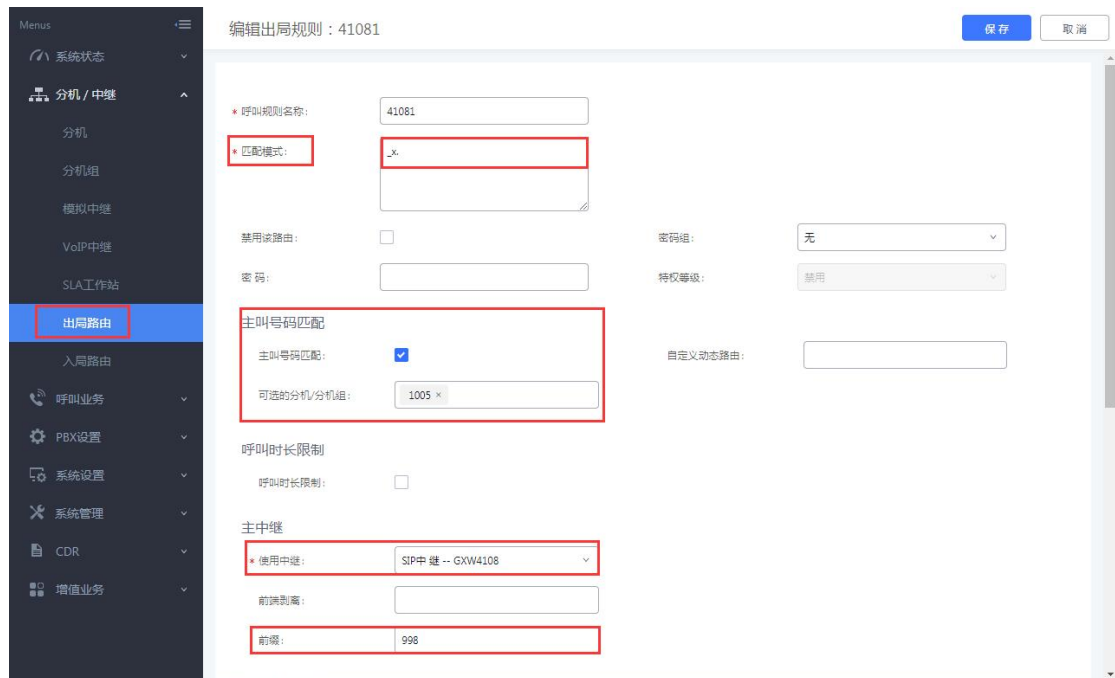 Menus
系统状态
分机 / 中继
分机
分机组
模拟中继
VoIP中继
SLA工作站
出局路由
入局路由
呼叫业务
PBX设置
系统设置
系统管理
CDR
增值业务
编辑出局规则：41081
保存
取消
* 呼叫规则名称：
41081
* 匹配模式：
_x.
禁用该路由：
密码组：
无
密 码：
特权等级：
禁用
主叫号码匹配
主叫号码匹配：
自定义动态路由：
可选的分机/分机组：
1005 ×
呼叫时长限制
呼叫时长限制：
主中继
* 使用中继：
SIP中 继 -- GXW4108
前端剥离：
前缀：
998